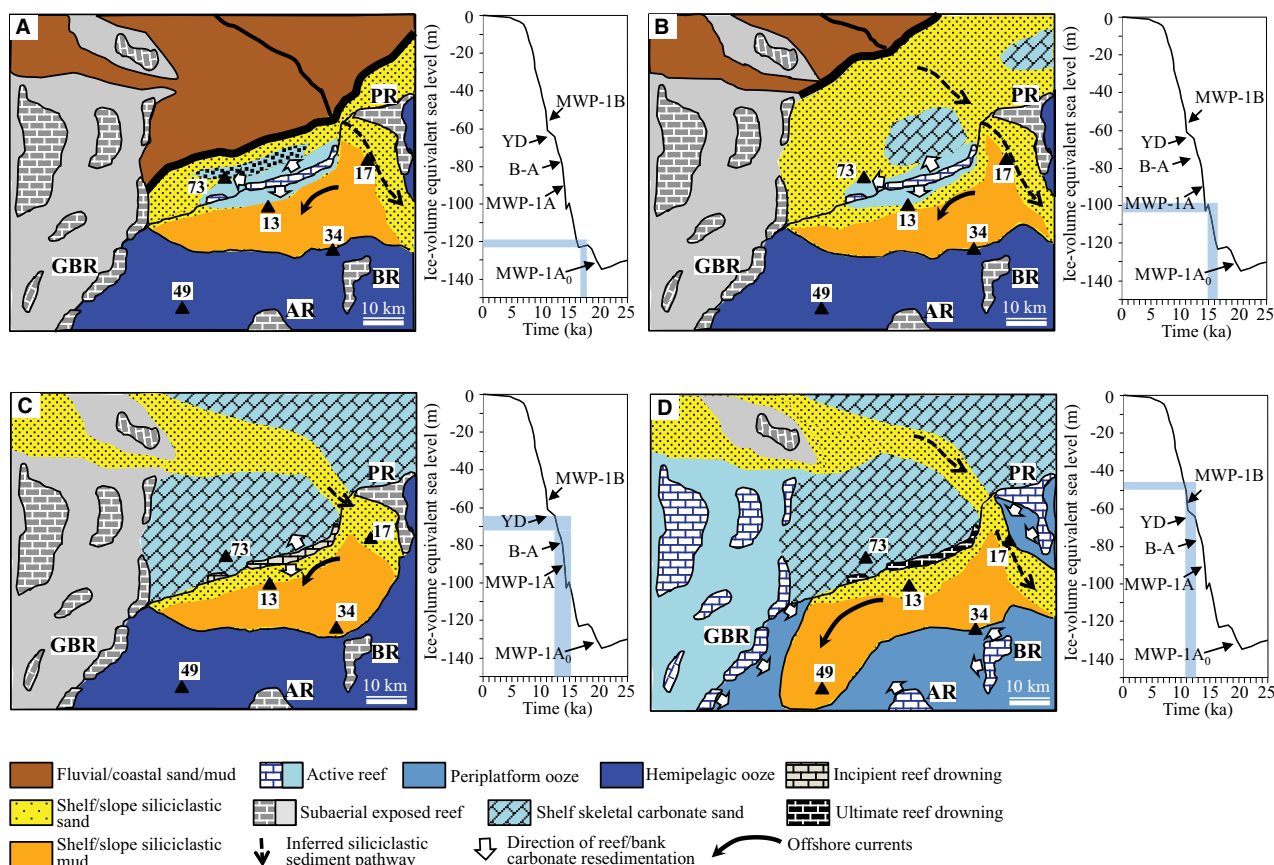 A
PR
73
17
13
34
GBR
BR
49
AR
10 km
Ice-volume equivalent sea level (m)
0
-20
-40
-60
-80
-100
-120
-140
MWP-1B
YD
B-A
MWP-1A
MWP-1A0
0 5 10 15 20 25
Time (ka)
B
PR
73
17
13
34
GBR
BR
49
AR
10 km
Ice-volume equivalent sea level (m)
0
-20
-40
-60
-80
-100
-120
-140
MWP-1B
YD
B-A
MWP-1A
MWP-1A0
0 5 10 15 20 25
Time (ka)
C
PR
73
17
13
34
GBR
BR
49
AR
10 km
Ice-volume equivalent sea level (m)
0
-20
-40
-60
-80
-100
-120
-140
MWP-1B
YD
B-A
MWP-1A
MWP-1A0
0 5 10 15 20 25
Time (ka)
D
PR
73
17
13
34
GBR
BR
49
AR
10 km
Ice-volume equivalent sea level (m)
0
-20
-40
-60
-80
-100
-120
-140
MWP-1B
YD
B-A
MWP-1A
MWP-1A0
0 5 10 15 20 25
Time (ka)
Fluvial/coastal sand/mud
Active reef
Periplatform ooze
Hemipelagic ooze
Incipient reef drowning
Shelf/slope siliciclastic
sand
Subaerial exposed reef
Shelf skeletal carbonate sand
Ultimate reef drowning
Shelf/slope siliciclastic
mud
Inferred siliciclastic
sediment pathway
Direction of reef/bank
carbonate resedimentation
Offshore currents